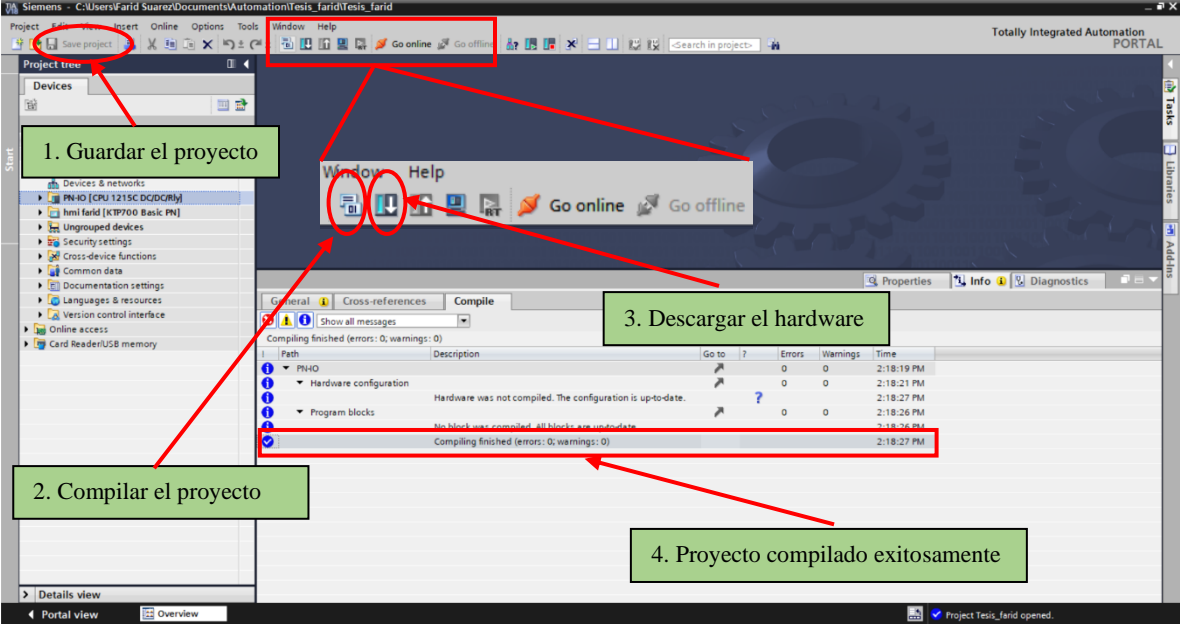 Siemens - C:\Users\Farid Suarez\Documents\Automation\Tesis_farid\Tesis_farid
Project Edit View Insert Online Options Tools Window Help
Totally Integrated Automation
PORTAL
Save project
Go online
Go offline
<Search in project>
Project tree
Devices
Start
1. Guardar el proyecto
Devices & networks
PN-IO [CPU 1215C DC/DC/Rly]
hmi farid [KTP700 Basic PN]
Ungrouped devices
Security settings
Cross-device functions
Common data
Documentation settings
Languages & resources
Version control interface
Online access
Card Reader/USB memory
Window Help
RT Go online Go offline
Tasks
Libraries
Add-Ins
Properties Info Diagnostics
General Cross-references Compile
Show all messages
3. Descargar el hardware
Compiling finished (errors: 0; warnings: 0)
! Path Description Go to ? Errors Warnings Time
PN-IO 0 0 2:18:19 PM
Hardware configuration 0 0 2:18:21 PM
Hardware was not compiled. The configuration is up-to-date. ? 2:18:27 PM
Program blocks 0 0 2:18:26 PM
No block was compiled. All blocks are up-to-date. 2:18:26 PM
Compiling finished (errors: 0; warnings: 0) 2:18:27 PM
2. Compilar el proyecto
4. Proyecto compilado exitosamente
Details view
Portal view Overview
Project Tesis_farid opened.